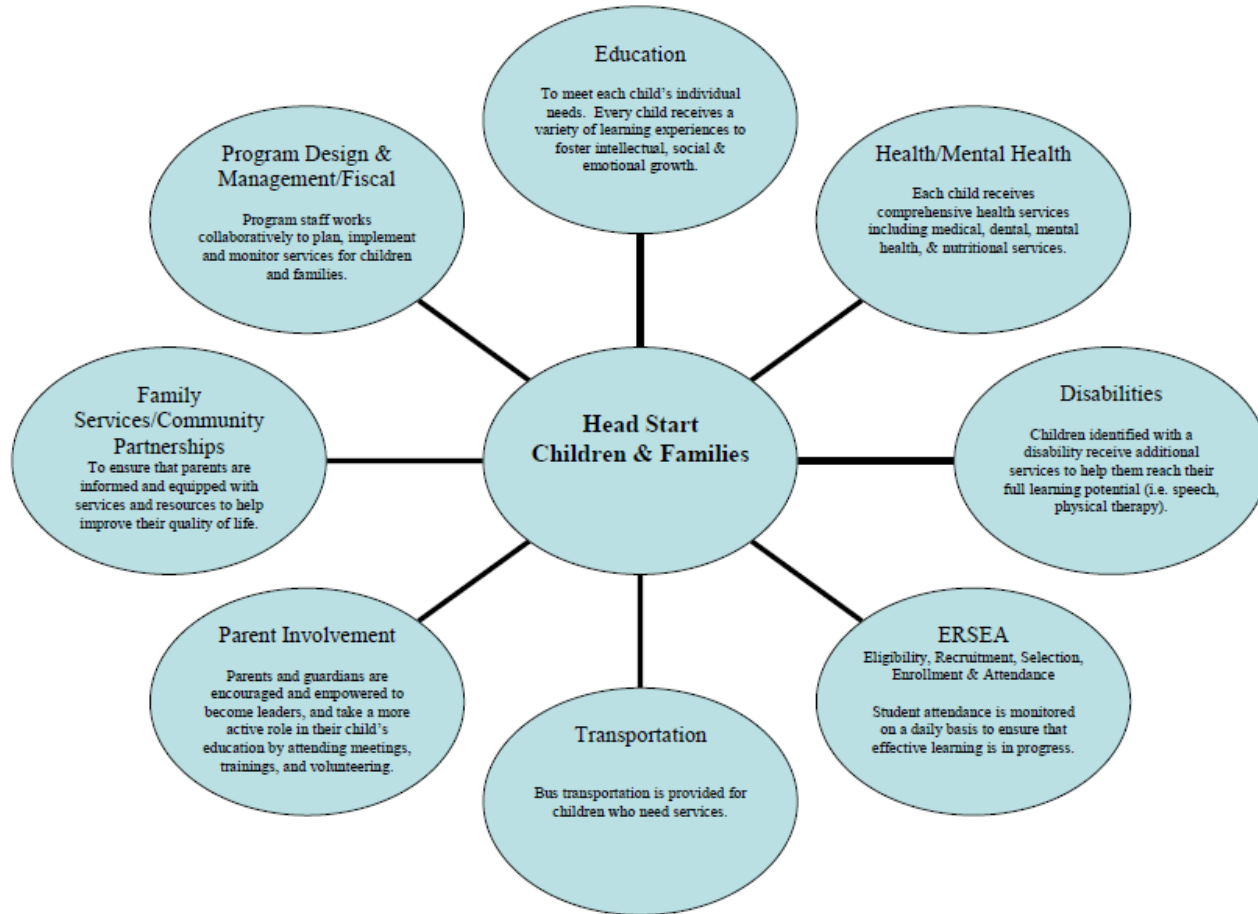 Education
To meet each child's individual
needs. Every child receives a
variety of learning experiences to
foster intellectual, social &
emotional growth.
Program Design &
Management/Fiscal
Program staff works
collaboratively to plan, implement
and monitor services for children
and families.
Health/Mental Health
Each child receives
comprehensive health services
including medical, dental, mental
health, & nutritional services.
Family
Services/Community
Partnerships
To ensure that parents are
informed and equipped with
services and resources to help
improve their quality of life.
Head Start
Children & Families
Disabilities
Children identified with a
disability receive additional
services to help them reach their
full learning potential (i.e. speech,
physical therapy).
Parent Involvement
Parents and guardians are
encouraged and empowered to
become leaders, and take a more
active role in their child's
education by attending meetings,
trainings, and volunteering.
Transportation
Bus transportation is provided for
children who need services.
ERSEA
Eligibility, Recruitment, Selection,
Enrollment & Attendance
Student attendance is monitored
on a daily basis to ensure that
effective learning is in progress.